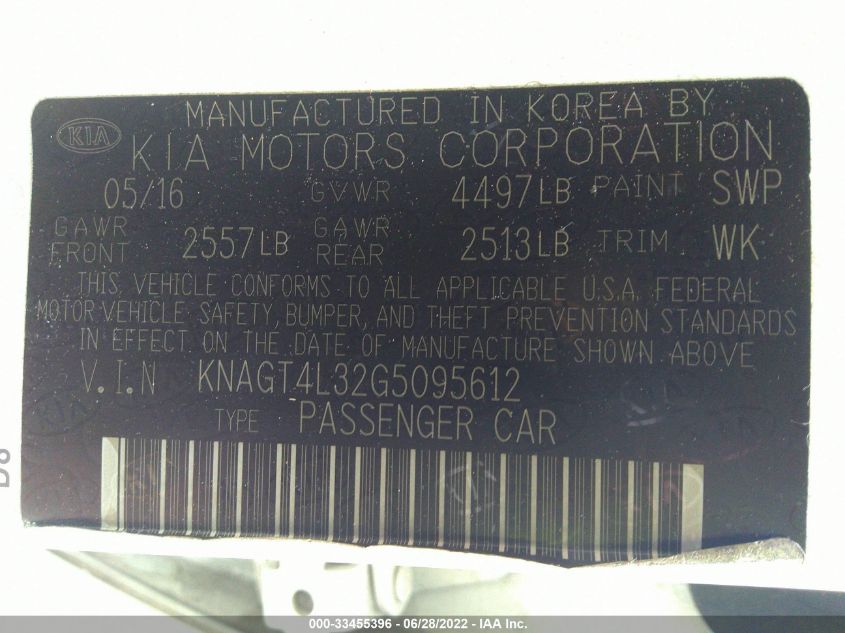 MANUFACTURED IN KOREA BY
KIA KIA MOTORS CORPORATION
05/16 GVWR 4497LB PAINT SWP
GAWR FRONT 2557LB GAWR REAR 2513LB TRIM WK
THIS VEHICLE CONFORMS TO ALL APPLICABLE U.S.A. FEDERAL
MOTOR VEHICLE SAFETY, BUMPER, AND THEFT PREVENTION STANDARDS
IN EFFECT ON THE DATE OF MANUFACTURE SHOWN ABOVE
V.I.N KNAGT4L32G5095612
TYPE PASSENGER CAR
000-33455396 - 06/28/2022 - IAA Inc.